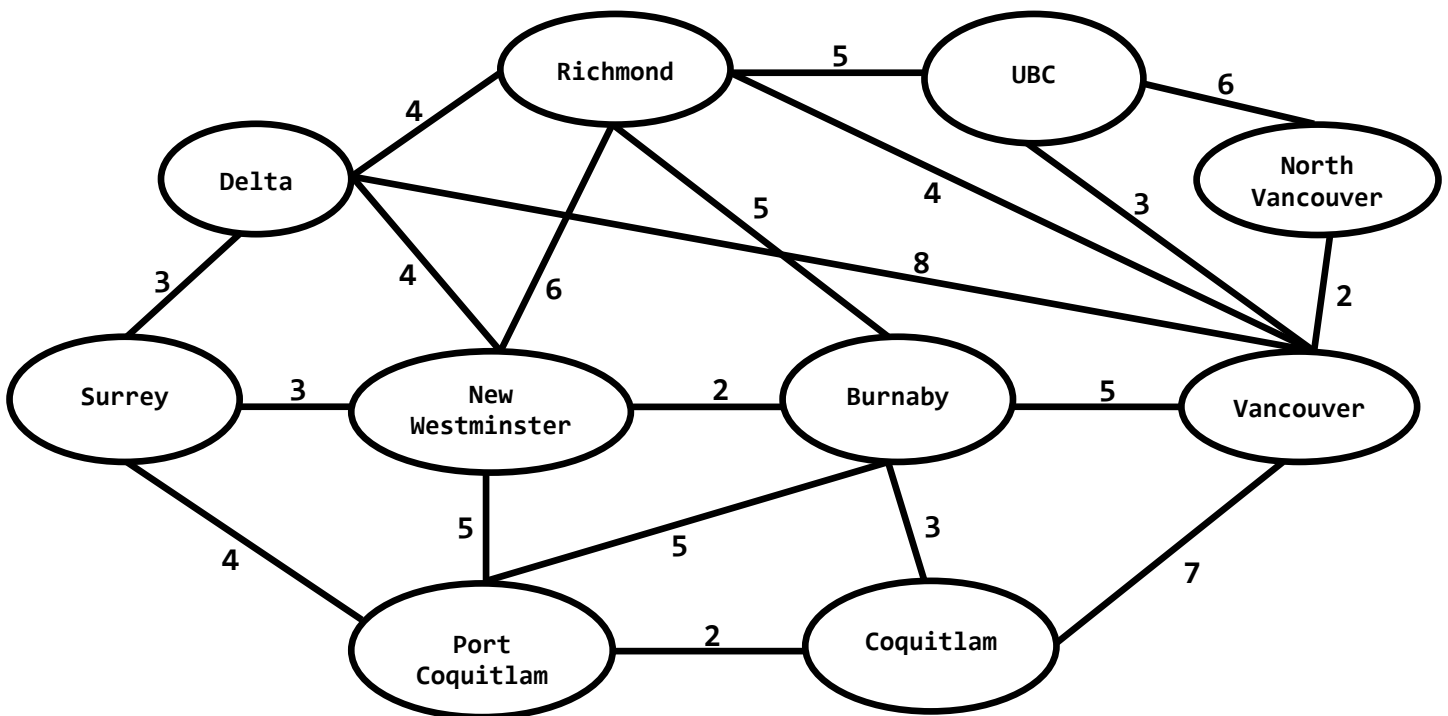 5
Richmond
UBC
6
4
North
Vancouver
Delta
4
3
5
8
3
4
6
2
Surrey
3
New
Westminster
2
Burnaby
5
Vancouver
5
5
3
4
7
Port
Coquitlam
2
Coquitlam